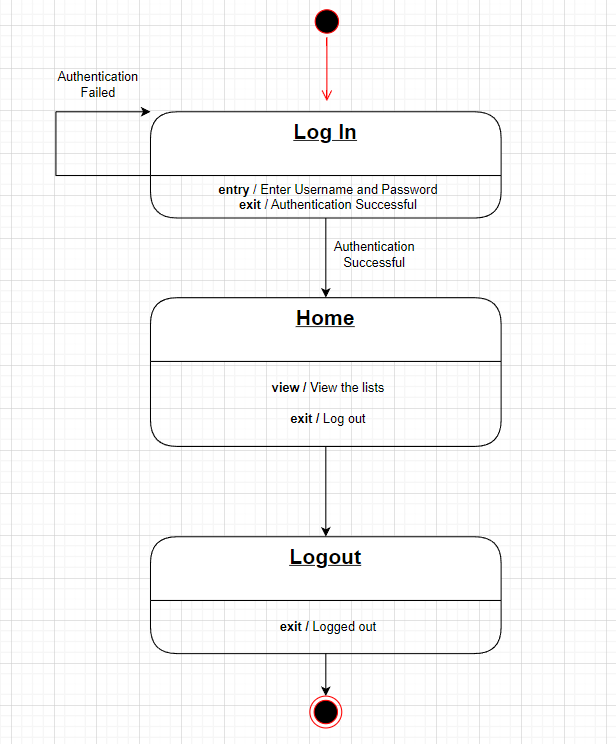 Authentication
Failed
Log In
entry / Enter Username and Password
exit / Authentication Successful
Authentication
Successful
Home
view / View the lists
exit / Log out
Logout
exit / Logged out